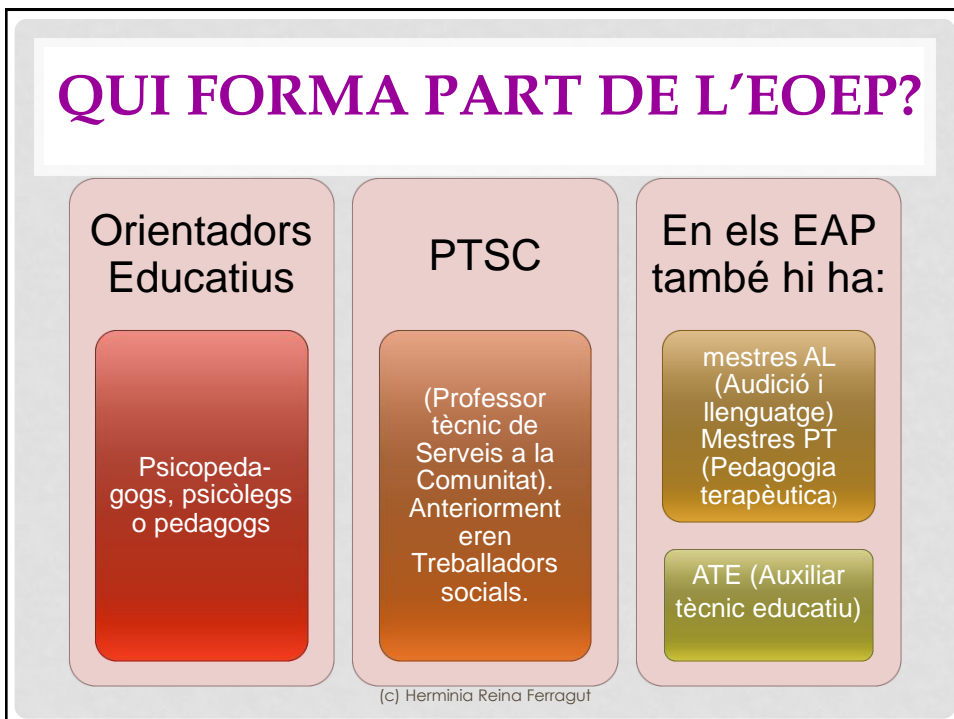 QUI FORMA PART DE L’EOEP?
Orientadors
Educatius
Psicopeda-
gogs, psicòlegs
o pedagogs
PTSC
(Professor
tècnic de
Serveis a la
Comunitat).
Anteriorment
eren
Treballadors
socials.
En els EAP
també hi ha:
mestres AL
(Audició i
llenguatge)
Mestres PT
(Pedagogia
terapèutica)
ATE (Auxiliar
tècnic educatiu)
(c) Herminia Reina Ferragut